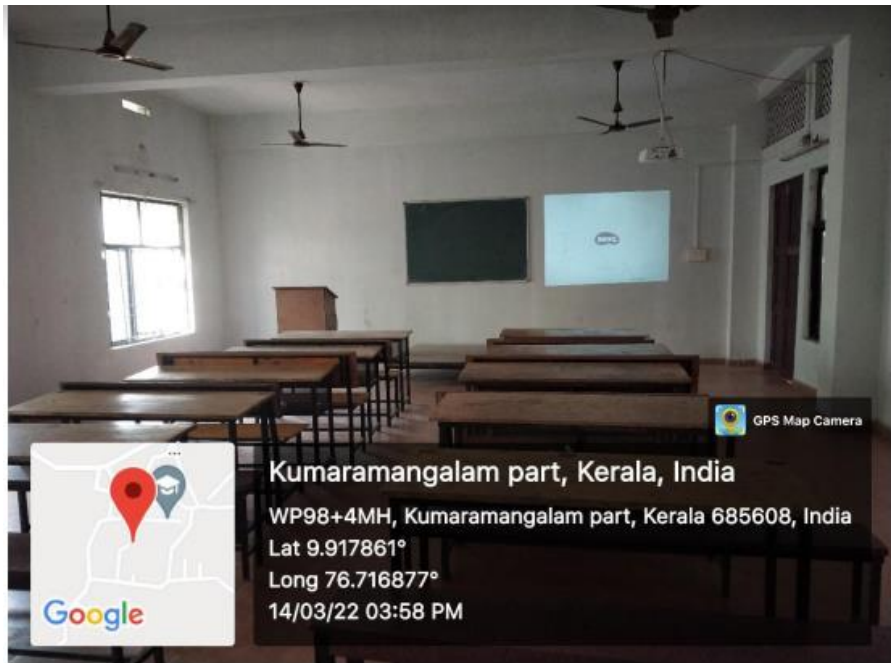 BENQ
GPS Map Camera
Kumaramangalam part, Kerala, India
WP98+4MH, Kumaramangalam part, Kerala 685608, India
Lat 9.917861°
Long 76.716877°
14/03/22 03:58 PM
Google